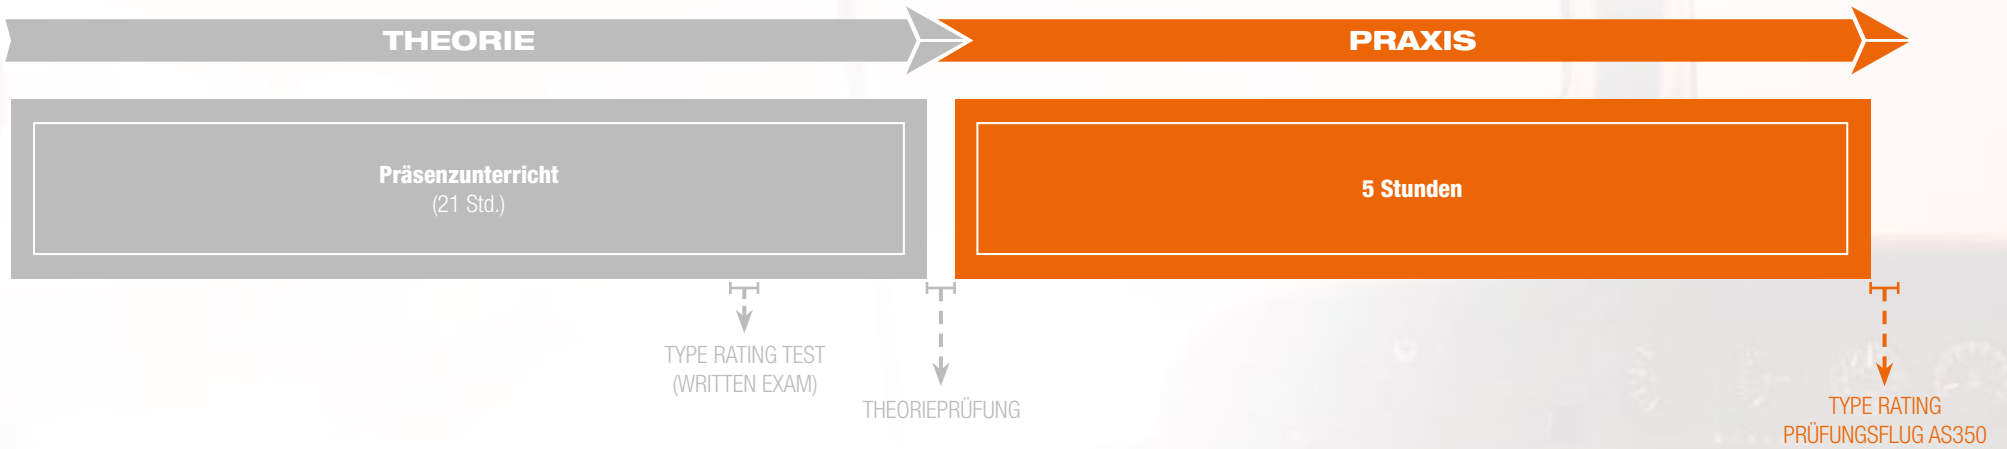 THEORIE
PRAXIS
Präsenzunterricht
(21 Std.)
5 Stunden
TYPE RATING TEST
(WRITTEN EXAM)
THEORIEPRÜFUNG
TYPE RATING
PRÜFUNGSFLUG AS350